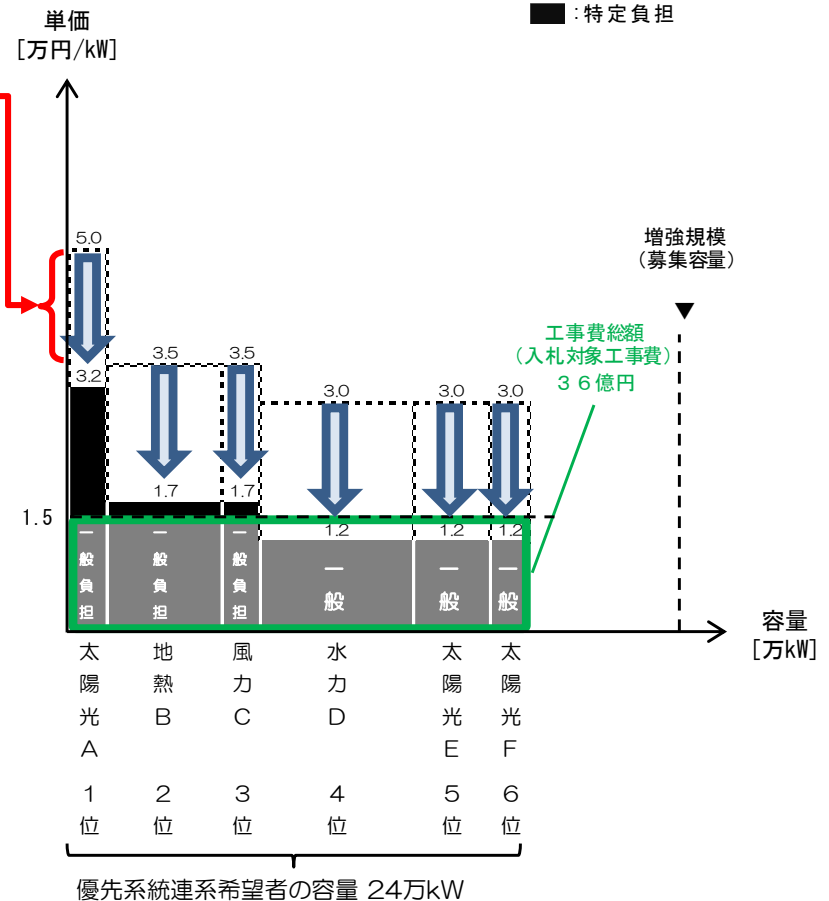 単価
[万円/kW]
■:特定負担
5.0
3.2
3.5
1.7
3.5
1.7
3.0
1.2
3.0
1.2
3.0
1.2
1.5
増強規模
(募集容量)
▼
工事費総額
(入札対象工事費)
36億円
一般負担
一般負担
一般負担
一般
一般
一般
容量
[万kW]
太陽光A
地熱B
風力C
水力D
太陽光E
太陽光F
1位
2位
3位
4位
5位
6位
優先系統連系希望者の容量 24万kW